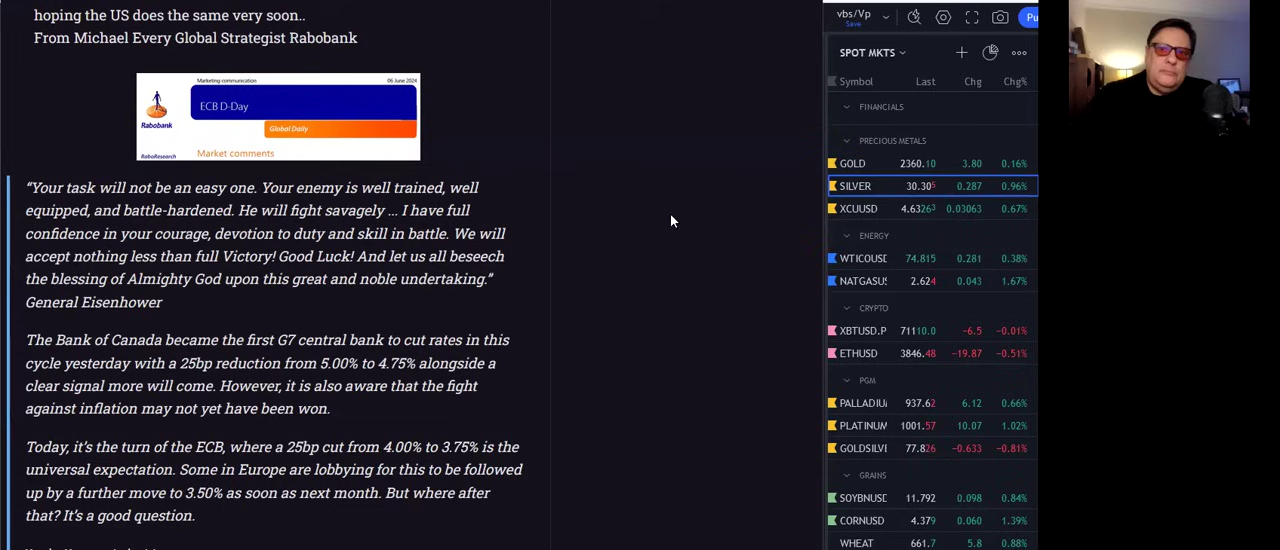 hoping the US does the same very soon..
From Michael Every Global Strategist Rabobank
Marketing communication
06 June 2024
ECB D-Day
Global Daily
Rabobank
RaboResearch
Market comments
“Your task will not be an easy one. Your enemy is well trained, well
equipped, and battle-hardened. He will fight savagely … I have full
confidence in your courage, devotion to duty and skill in battle. We will
accept nothing less than full Victory! Good Luck! And let us all beseech
the blessing of Almighty God upon this great and noble undertaking.”
General Eisenhower
The Bank of Canada became the first G7 central bank to cut rates in this
cycle yesterday with a 25bp reduction from 5.00% to 4.75% alongside a
clear signal more will come. However, it is also aware that the fight
against inflation may not yet have been won.
Today, it’s the turn of the ECB, where a 25bp cut from 4.00% to 3.75% is the
universal expectation. Some in Europe are lobbying for this to be followed
up by a further move to 3.50% as soon as next month. But where after
that? It’s a good question.
vbs/Vp
Save
Pu
SPOT MKTS
Symbol Last Chg Chg%
FINANCIALS
PRECIOUS METALS
GOLD 2360.10 3.80 0.16%
SILVER 30.305 0.287 0.96%
XCUUSD 4.63263 0.03063 0.67%
ENERGY
WTICOUSD 74.815 0.281 0.38%
NATGASUS 2.624 0.043 1.67%
CRYPTO
XBTUSD.P 71110.0 −6.5 −0.01%
ETHUSD 3846.48 −19.87 −0.51%
PGM
PALLADIU 937.62 6.12 0.66%
PLATINUM 1001.57 10.07 1.02%
GOLDSILVE 77.826 −0.633 −0.81%
GRAINS
SOYBNUSD 11.792 0.098 0.84%
CORNUSD 4.379 0.060 1.39%
WHEAT 661.7 5.8 0.88%